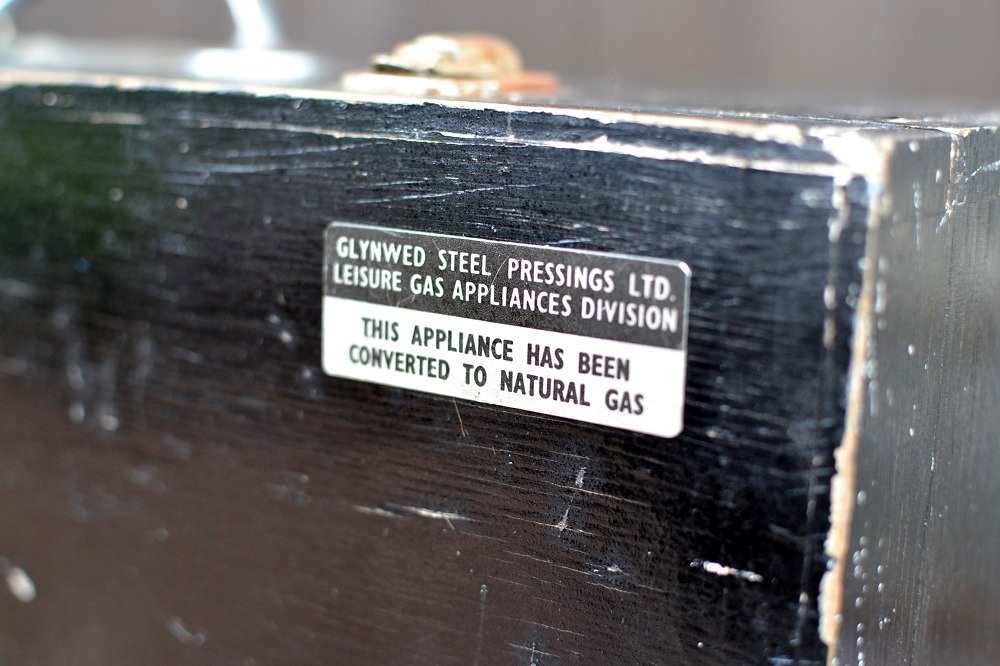 GLYNWED STEEL PRESSINGS LTD.
LEISURE GAS APPLIANCES DIVISION
THIS APPLIANCE HAS BEEN
CONVERTED TO NATURAL GAS